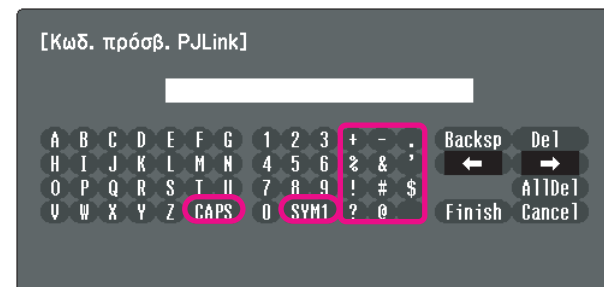 [Κωδ. πρόσβ. PJLink]
A B C D E F G 1 2 3 + - . Backsp Del
H I J K L M N 4 5 6 % & ' ← →
O P Q R S T U 7 8 9 ! # $ AllDel
V W X Y Z CAPS 0 SYM1 ? @ Finish Cancel